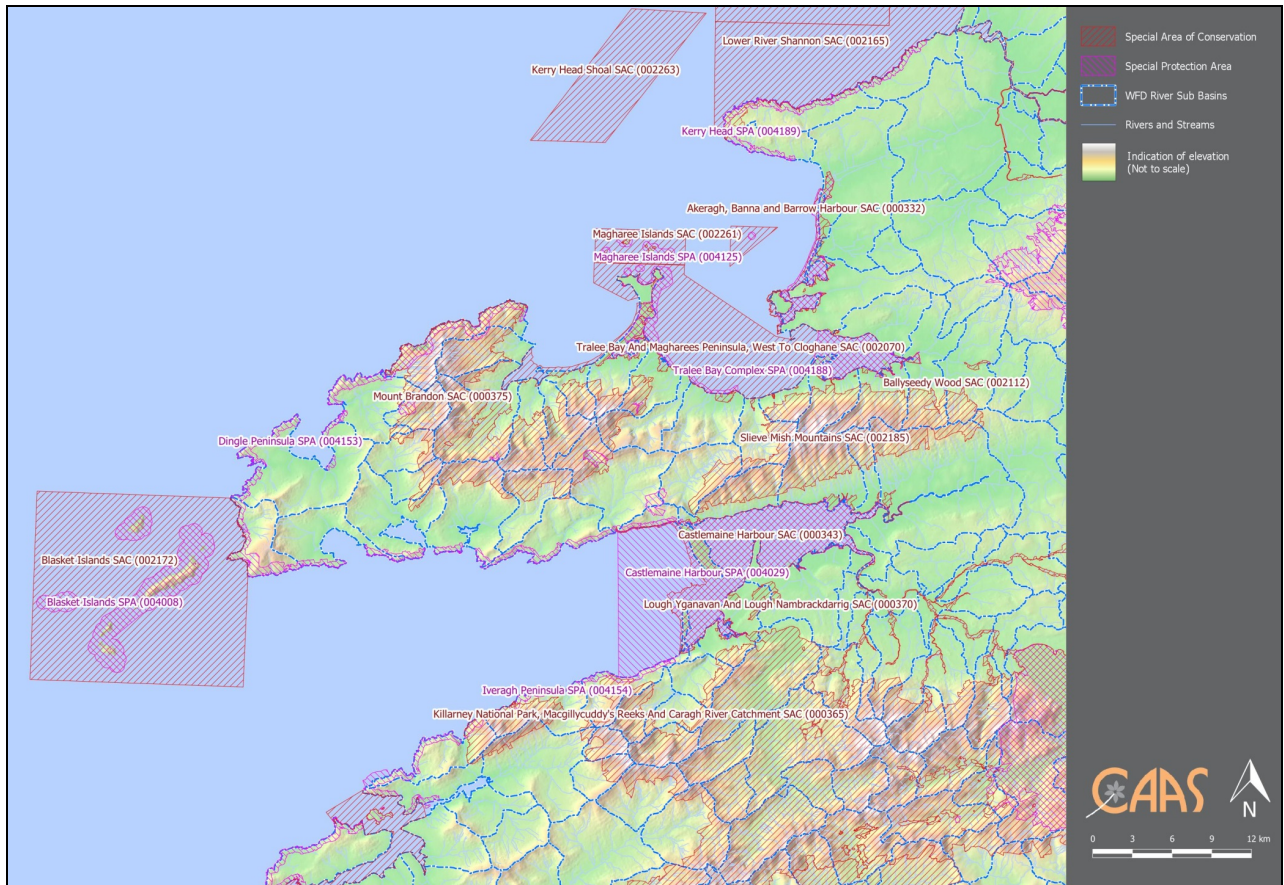 Lower River Shannon SAC (002165)
Kerry Head Shoal SAC (002263)
Kerry Head SPA (004189)
Akeragh, Banna and Barrow Harbour SAC (000332)
Magharee Islands SAC (002261)
Magharee Islands SPA (004125)
Tralee Bay And Magharees Peninsula, West To Cloghane SAC (002070)
Tralee Bay Complex SPA (004188)
Ballyseedy Wood SAC (002112)
Mount Brandon SAC (000375)
Dingle Peninsula SPA (004153)
Slieve Mish Mountains SAC (002185)
Castlemaine Harbour SAC (000343)
Blasket Islands SAC (002172)
Castlemaine Harbour SPA (004029)
Blasket Islands SPA (004008)
Lough Yganavan And Lough Nambrackdarrig SAC (000370)
Iveragh Peninsula SPA (004154)
Killarney National Park, Macgillycuddy's Reeks And Caragh River Catchment SAC (000365)
Special Area of Conservation
Special Protection Area
WFD River Sub Basins
Rivers and Streams
Indication of elevation
(Not to scale)
CAAS
N
0 3 6 9 12 km